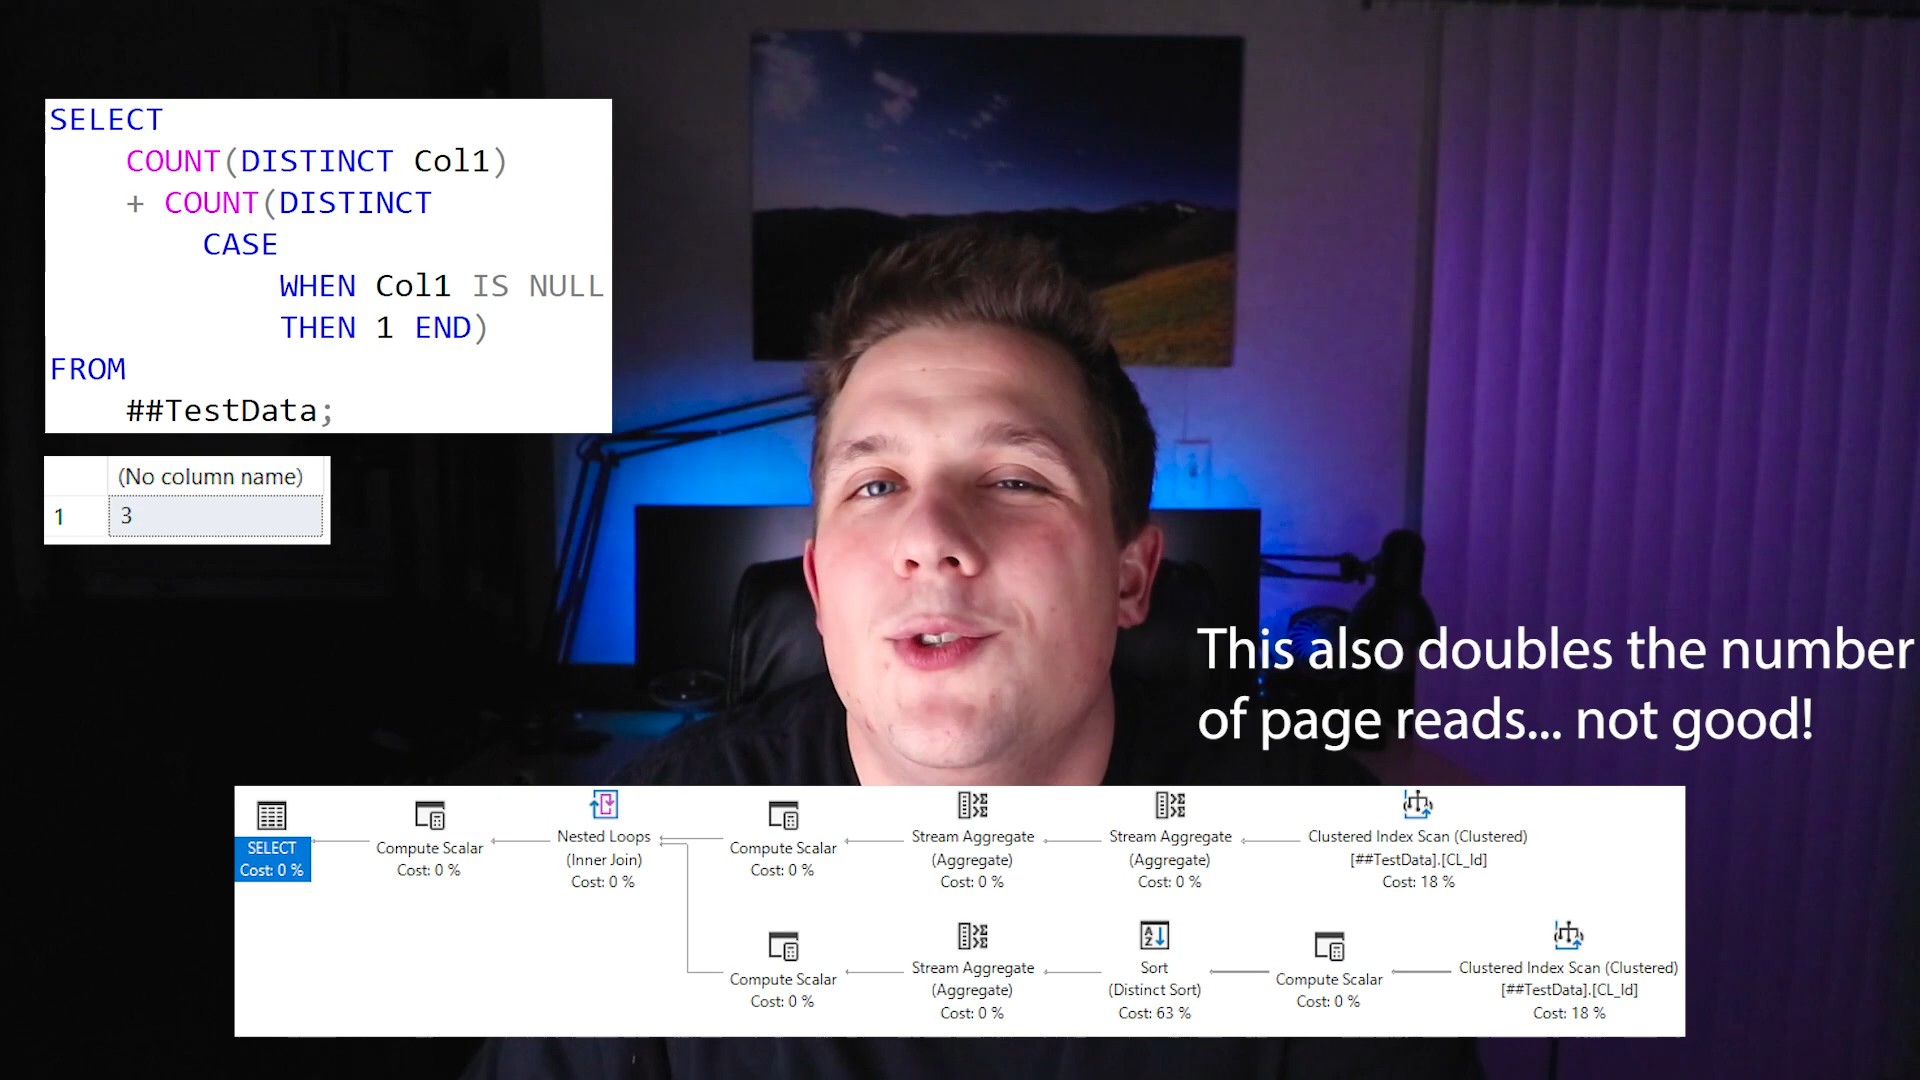 SELECT
COUNT(DISTINCT Col1)
+ COUNT(DISTINCT
CASE
WHEN Col1 IS NULL
THEN 1 END)
FROM
##TestData;
(No column name)
1 3
This also doubles the number
of page reads... not good!
SELECT
Cost: 0 %
Compute Scalar
Cost: 0 %
Nested Loops
(Inner Join)
Cost: 0 %
Compute Scalar
Cost: 0 %
Stream Aggregate
(Aggregate)
Cost: 0 %
Stream Aggregate
(Aggregate)
Cost: 0 %
Clustered Index Scan (Clustered)
[##TestData].[CL_Id]
Cost: 18 %
Compute Scalar
Cost: 0 %
Stream Aggregate
(Aggregate)
Cost: 0 %
Sort
(Distinct Sort)
Cost: 63 %
Compute Scalar
Cost: 0 %
Clustered Index Scan (Clustered)
[##TestData].[CL_Id]
Cost: 18 %